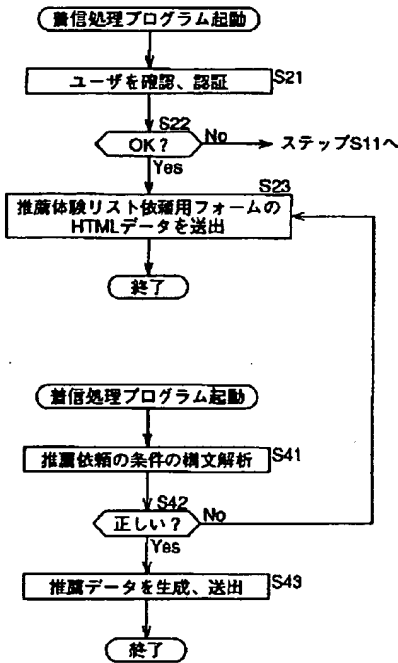 着信処理プログラム起動
ユーザを確認、認証
S21
S22
OK?
No
ステップS11へ
Yes
S23
推薦体験リスト依頼用フォームの
HTMLデータを送出
終了
着信処理プログラム起動
推薦依頼の条件の構文解析
S41
S42
正しい?
No
Yes
推薦データを生成、送出
S43
終了